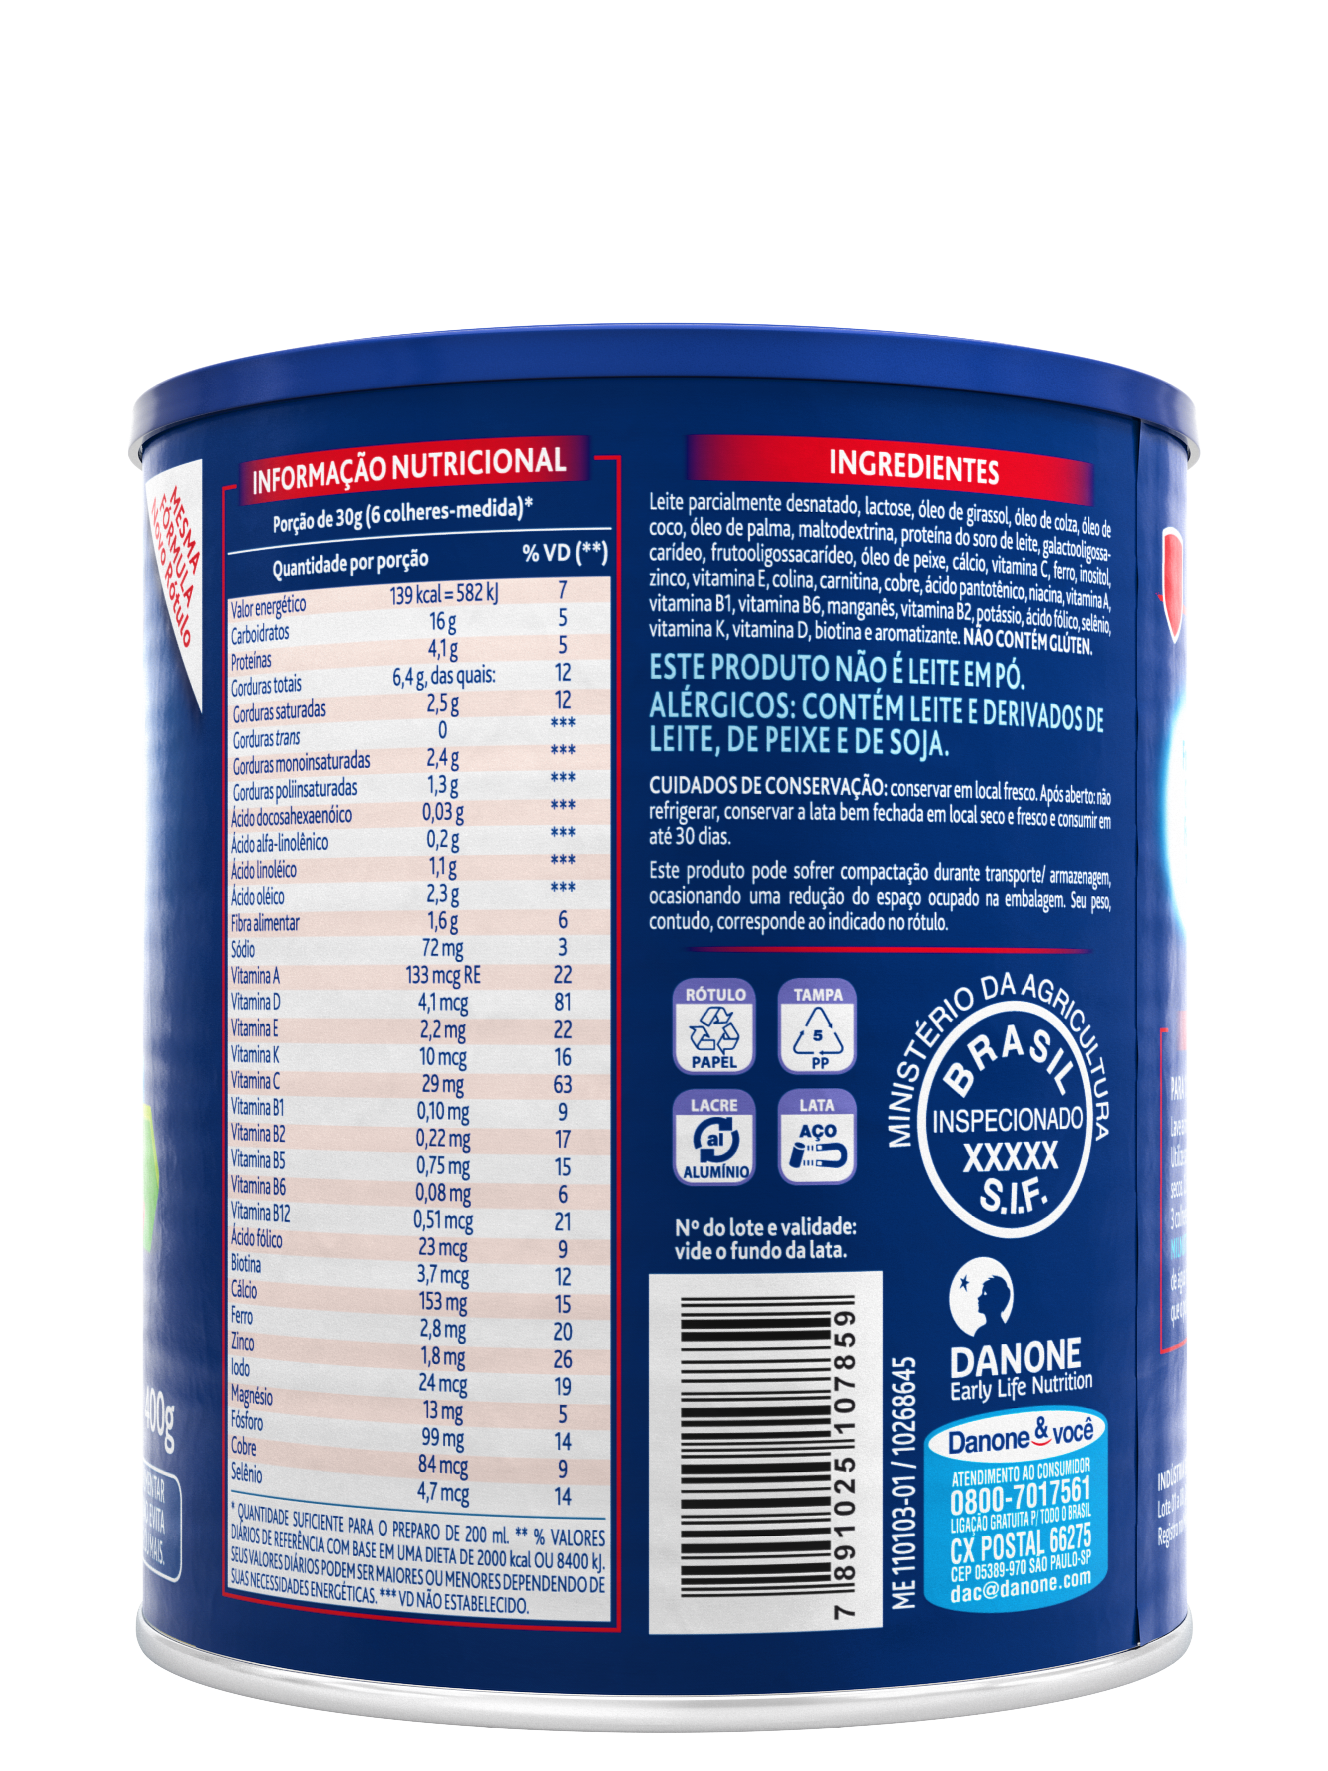 MESMA
FÓRMULA
Novo Rótulo
400g
INFORMAÇÃO NUTRICIONAL
Porção de 30g (6 colheres-medida)*
Quantidade por porção % VD (**)
Valor energético 139 kcal = 582 kJ 7
Carboidratos 16 g 5
Proteínas 4,1 g 5
Gorduras totais 6,4 g, das quais: 12
Gorduras saturadas 2,5 g 12
Gorduras trans 0 ***
Gorduras monoinsaturadas 2,4 g ***
Gorduras poliinsaturadas 1,3 g ***
Ácido docosahexaenóico 0,03 g ***
Ácido alfa-linolênico 0,2 g ***
Ácido linoléico 1,1 g ***
Ácido oléico 2,3 g ***
Fibra alimentar 1,6 g 6
Sódio 72 mg 3
Vitamina A 133 mcg RE 22
Vitamina D 4,1 mcg 81
Vitamina E 2,2 mg 22
Vitamina K 10 mcg 16
Vitamina C 29 mg 63
Vitamina B1 0,10 mg 9
Vitamina B2 0,22 mg 17
Vitamina B5 0,75 mg 15
Vitamina B6 0,08 mg 6
Vitamina B12 0,51 mcg 21
Ácido fólico 23 mcg 9
Biotina 3,7 mcg 12
Cálcio 153 mg 15
Ferro 2,8 mg 20
Zinco 1,8 mg 26
Iodo 24 mcg 19
Magnésio 13 mg 5
Fósforo 99 mg 14
Cobre 84 mcg 9
Selênio 4,7 mcg 14
* QUANTIDADE SUFICIENTE PARA O PREPARO DE 200 ml. ** % VALORES
DIÁRIOS DE REFERÊNCIA COM BASE EM UMA DIETA DE 2000 kcal OU 8400 kJ.
SEUS VALORES DIÁRIOS PODEM SER MAIORES OU MENORES DEPENDENDO DE
SUAS NECESSIDADES ENERGÉTICAS. *** VD NÃO ESTABELECIDO.
INGREDIENTES
Leite parcialmente desnatado, lactose, óleo de girassol, óleo de colza, óleo de
coco, óleo de palma, maltodextrina, proteína do soro de leite, galactooligossa-
carídeo, frutooligossacarídeo, óleo de peixe, cálcio, vitamina C, ferro, inositol,
zinco, vitamina E, colina, carnitina, cobre, ácido pantotênico, niacina, vitamina A,
vitamina B1, vitamina B6, manganês, vitamina B2, potássio, ácido fólico, selênio,
vitamina K, vitamina D, biotina e aromatizante. NÃO CONTÉM GLÚTEN.
ESTE PRODUTO NÃO É LEITE EM PÓ.
ALÉRGICOS: CONTÉM LEITE E DERIVADOS DE
LEITE, DE PEIXE E DE SOJA.
CUIDADOS DE CONSERVAÇÃO: conservar em local fresco. Após aberto: não
refrigerar, conservar a lata bem fechada em local seco e fresco e consumir em
até 30 dias.
Este produto pode sofrer compactação durante transporte/ armazenagem,
ocasionando uma redução do espaço ocupado na embalagem. Seu peso,
contudo, corresponde ao indicado no rótulo.
RÓTULO
PAPEL
TAMPA
5
PP
LACRE
al
ALUMÍNIO
LATA
AÇO
MINISTÉRIO DA AGRICULTURA
BRASIL
INSPECIONADO
XXXXX
S.I.F.
Nº do lote e validade:
vide o fundo da lata.
7 891025 107859
ME 110103-01 / 10268645
DANONE
Early Life Nutrition
Danone & você
ATENDIMENTO AO CONSUMIDOR
0800-7017561
LIGAÇÃO GRATUITA P/ TODO O BRASIL
CX POSTAL 66275
CEP 05389-970 SÃO PAULO-SP
dac@danone.com